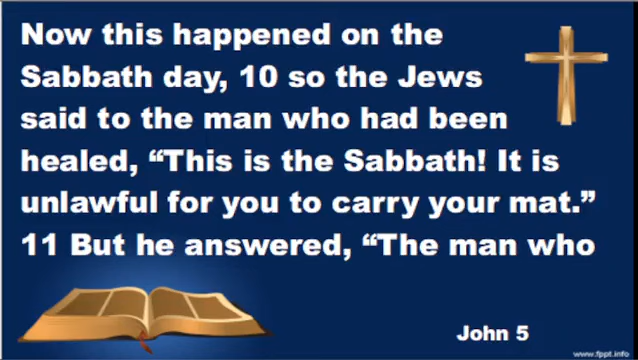 Now this happened on the
Sabbath day, 10 so the Jews
said to the man who had been
healed, “This is the Sabbath! It is
unlawful for you to carry your mat.”
11 But he answered, “The man who
John 5
www.fppt.info